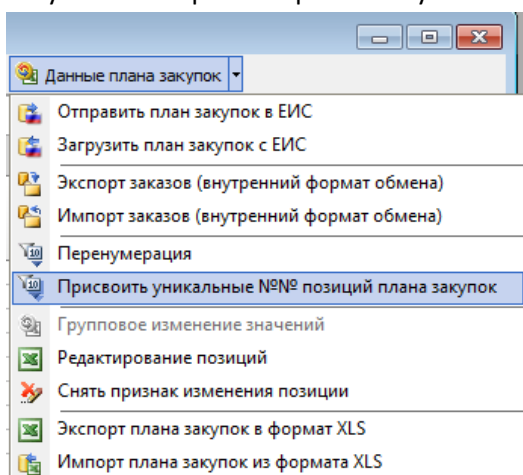 Данные плана закупок
Отправить план закупок в ЕИС
Загрузить план закупок с ЕИС
Экспорт заказов (внутренний формат обмена)
Импорт заказов (внутренний формат обмена)
Перенумерация
Присвоить уникальные №№ позиций плана закупок
Групповое изменение значений
Редактирование позиций
Снять признак изменения позиции
Экспорт плана закупок в формат XLS
Импорт плана закупок из формата XLS